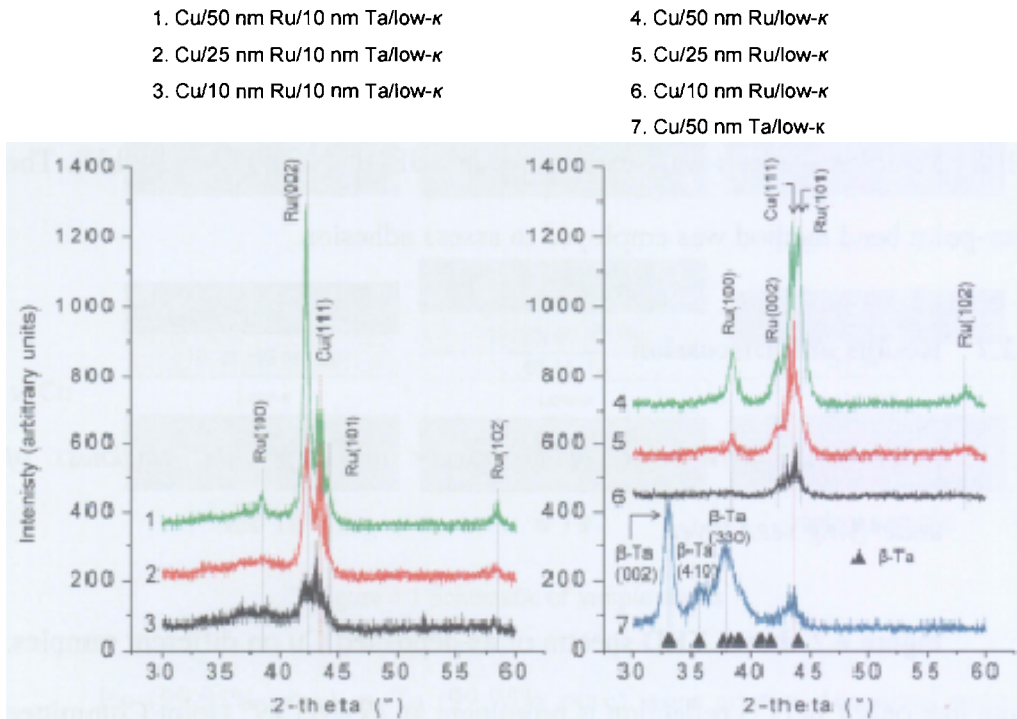 1. Cu/50 nm Ru/10 nm Ta/low-κ
2. Cu/25 nm Ru/10 nm Ta/low-κ
3. Cu/10 nm Ru/10 nm Ta/low-κ
4. Cu/50 nm Ru/low-κ
5. Cu/25 nm Ru/low-κ
6. Cu/10 nm Ru/low-κ
7. Cu/50 nm Ta/low-κ
Intenisty (arbitrary units)
1400
1200
1000
800
600
400
200
0
Ru(002)
Cu(111)
Ru(100)
Ru(101)
Ru(102)
1
2
3
30 35 40 45 50 55 60
2-theta (°)
1400
1200
1000
800
600
400
200
0
Cu(111)
Ru(101)
Ru(100)
Ru(002)
Ru(102)
4
5
6
7
β-Ta
(002)
β-Ta
(410)
β-Ta
(330)
▲ β-Ta
30 35 40 45 50 55 60
2-theta (°)